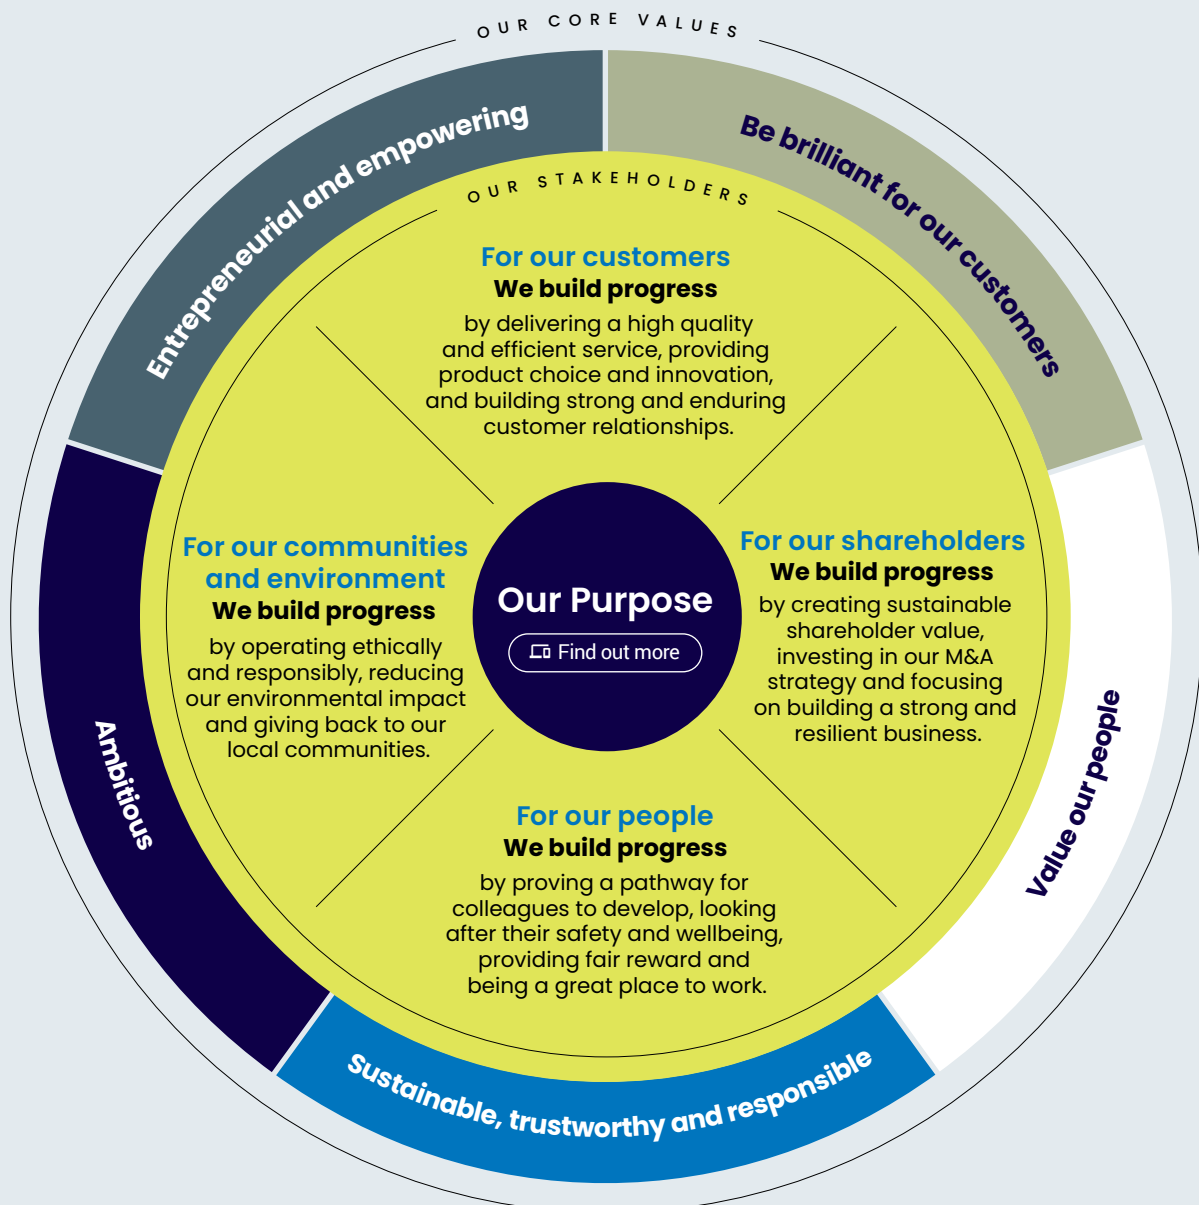 OUR CORE VALUES
Entrepreneurial and empowering
Be brilliant for our customers
OUR STAKEHOLDERS
For our customers
We build progress
by delivering a high quality
and efficient service, providing
product choice and innovation,
and building strong and enduring
customer relationships.
For our communities
and environment
We build progress
by operating ethically
and responsibly, reducing
our environmental impact
and giving back to our
local communities.
Our Purpose
Find out more
For our shareholders
We build progress
by creating sustainable
shareholder value,
investing in our M&A
strategy and focusing
on building a strong and
resilient business.
Ambitious
Value our people
For our people
We build progress
by proving a pathway for
colleagues to develop, looking
after their safety and wellbeing,
providing fair reward and
being a great place to work.
Sustainable, trustworthy and responsible